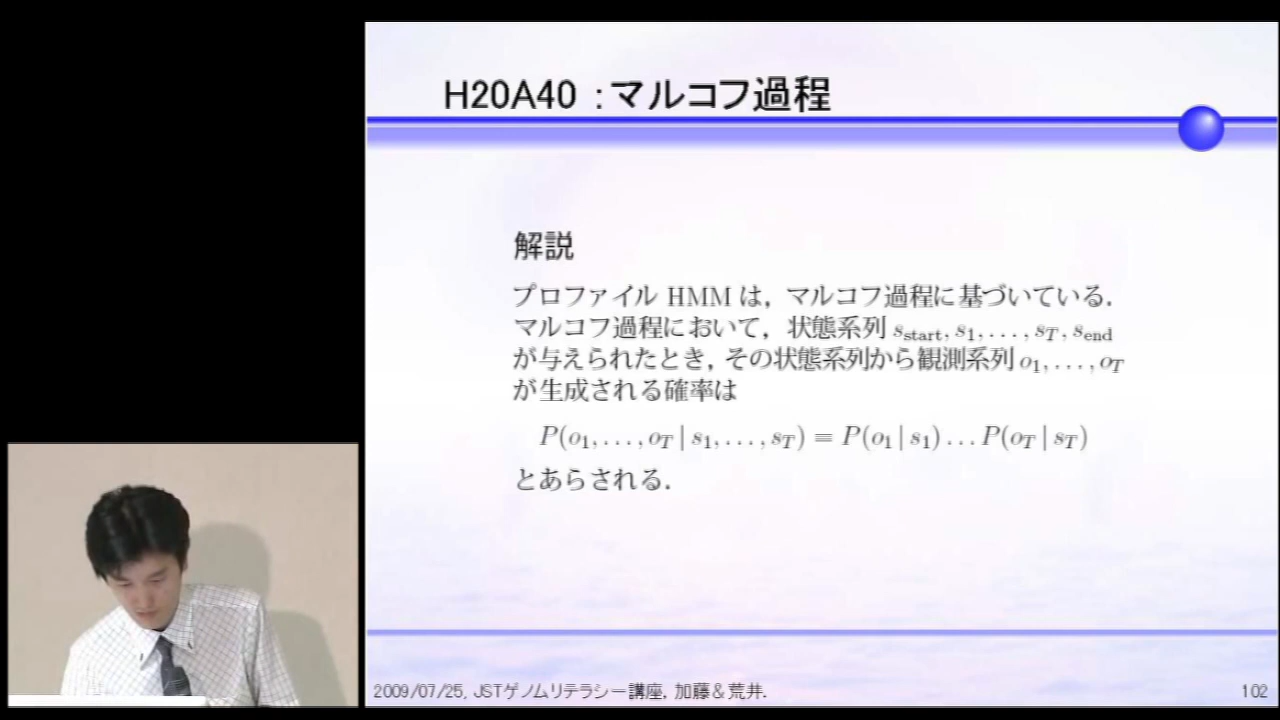 H20A40 :マルコフ過程
解説
プロファイル HMM は, マルコフ過程に基づいている.
マルコフ過程において, 状態系列 s_start, s_1, . . . , s_T, s_end
が与えられたとき, その状態系列から観測系列 o_1, . . . , o_T
が生成される確率は
P(o_1, . . . , o_T | s_1, . . . , s_T) = P(o_1 | s_1) . . . P(o_T | s_T)
とあらされる.
2009/07/25, JSTゲノムリテラシー講座, 加藤&荒井.
102